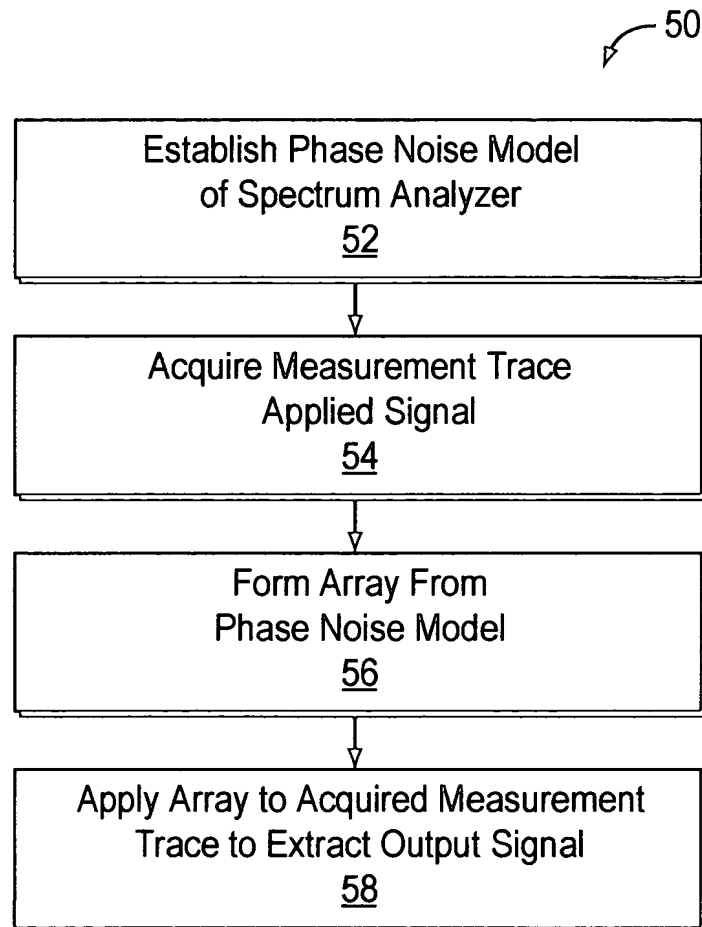 50
Establish Phase Noise Model
of Spectrum Analyzer
52
Acquire Measurement Trace
Applied Signal
54
Form Array From
Phase Noise Model
56
Apply Array to Acquired Measurement
Trace to Extract Output Signal
58